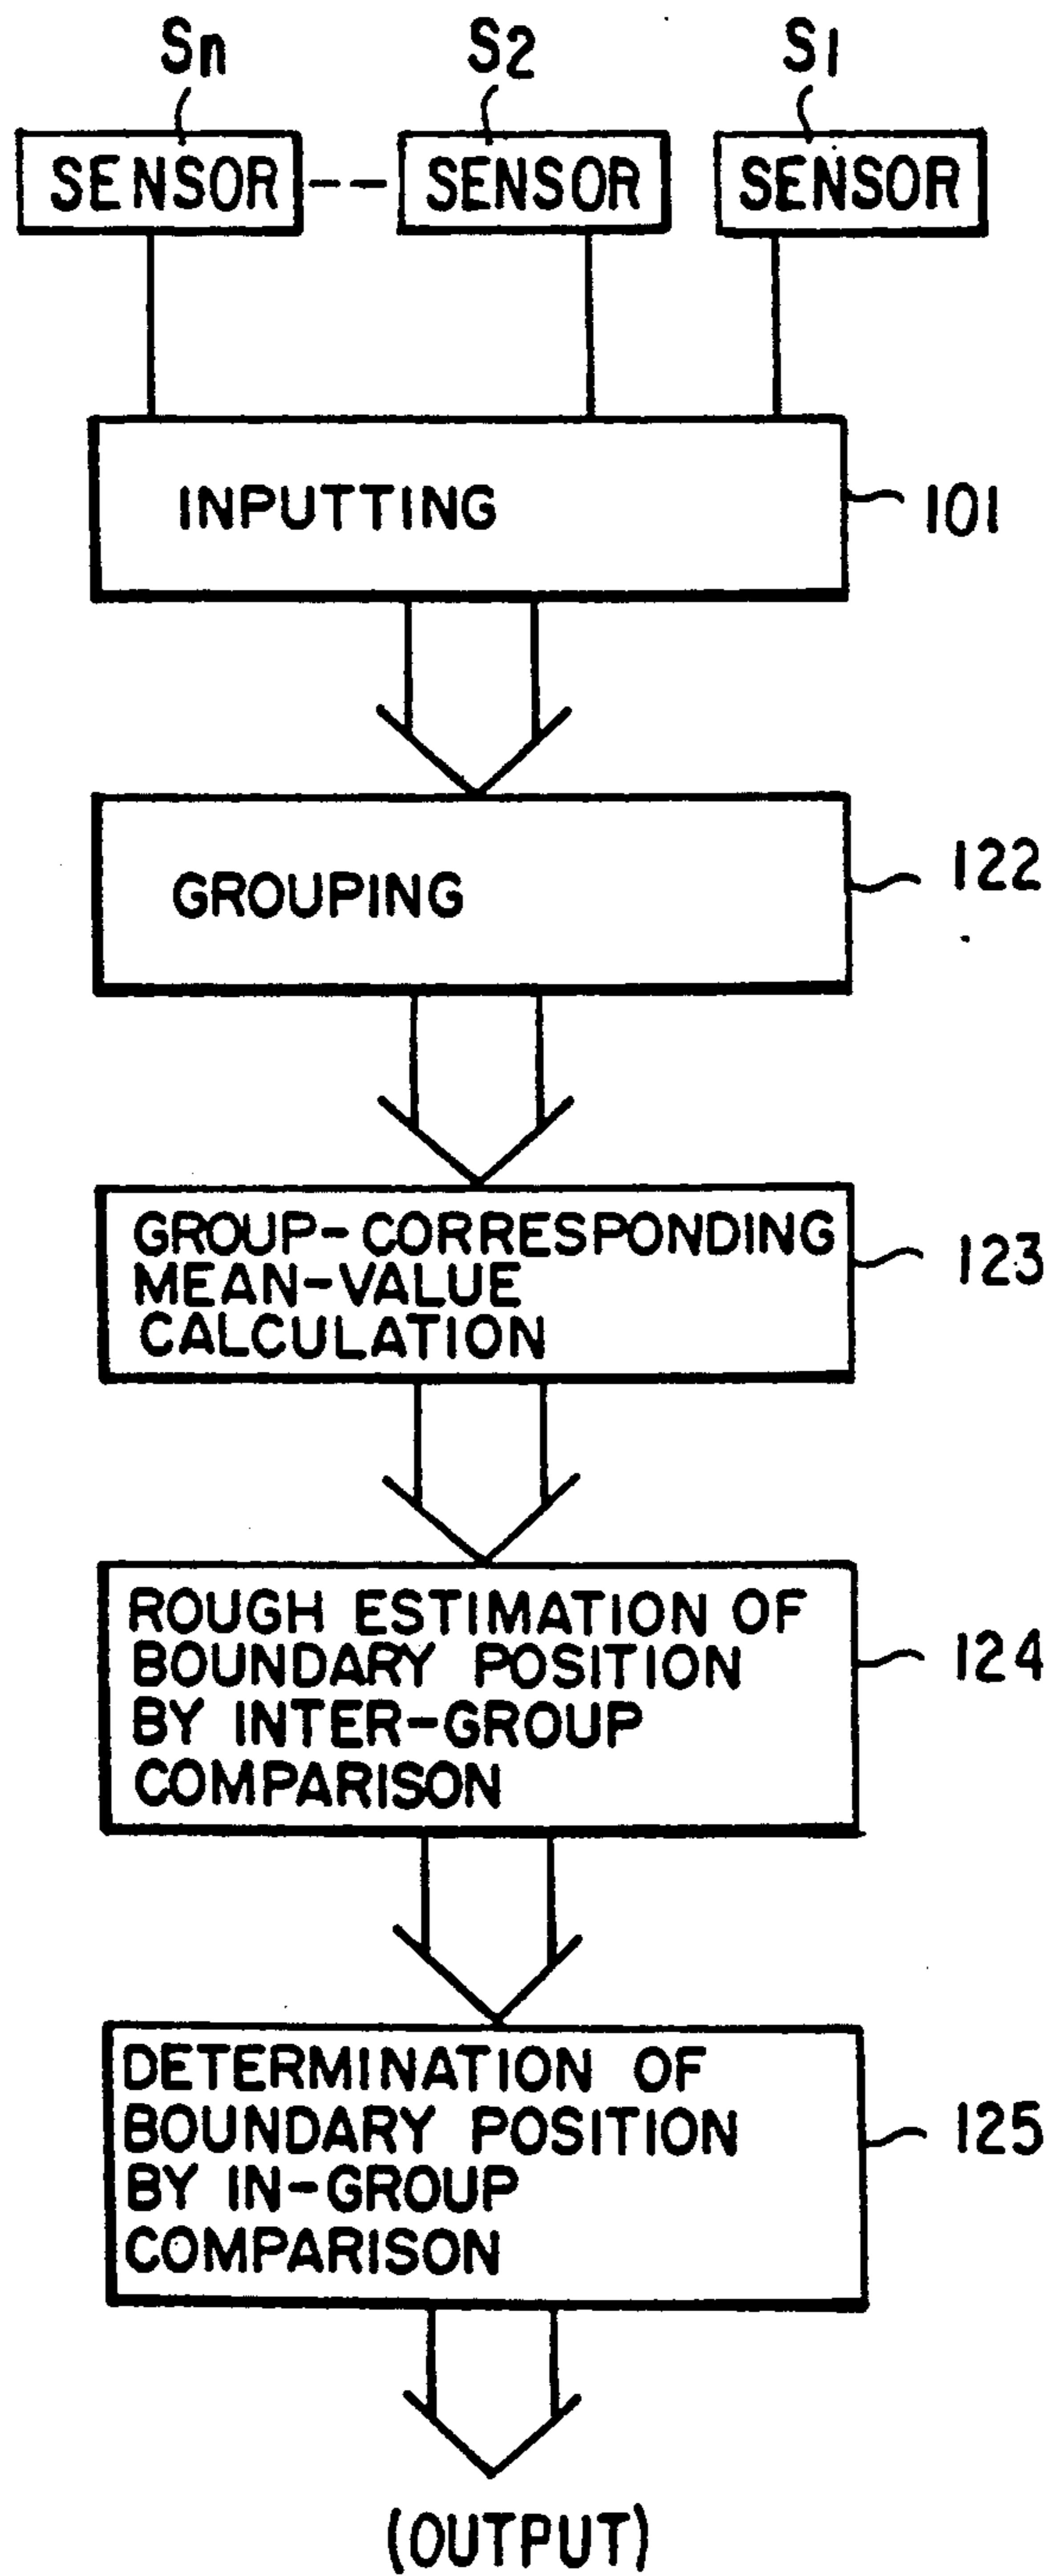 Sn S2 S1
SENSOR -- SENSOR SENSOR
INPUTTING 101
GROUPING 122
GROUP-CORRESPONDING
MEAN-VALUE
CALCULATION
123
ROUGH ESTIMATION OF
BOUNDARY POSITION
BY INTER-GROUP
COMPARISON
124
DETERMINATION OF
BOUNDARY POSITION
BY IN-GROUP
COMPARISON
125
(OUTPUT)